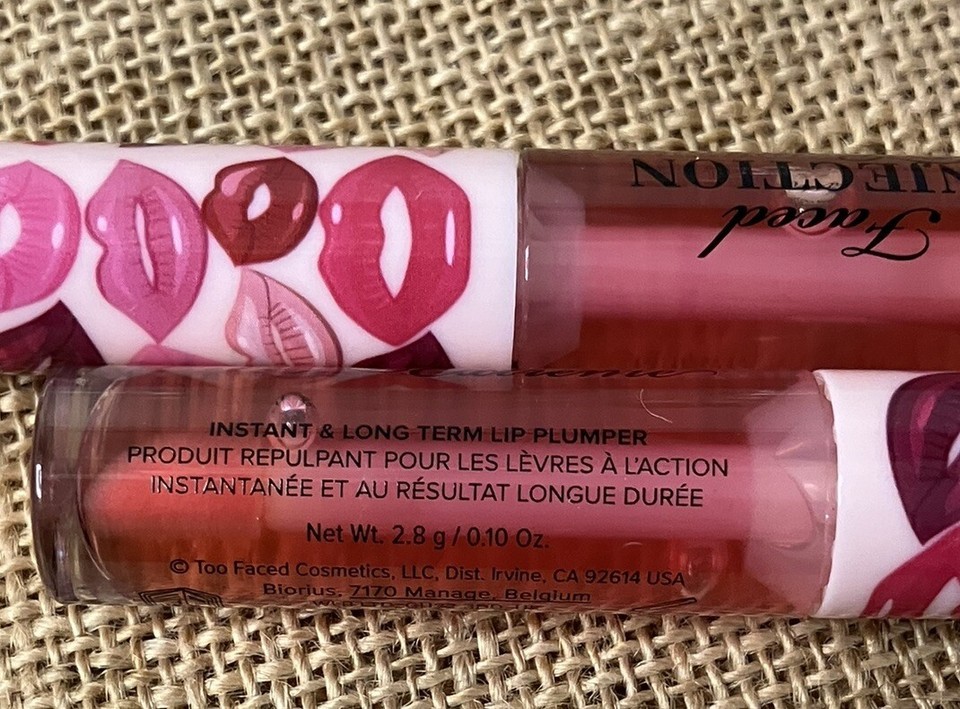 Faced
INSTANT & LONG TERM LIP PLUMPER
PRODUIT REPULPANT POUR LES LÈVRES À L'ACTION
INSTANTANÉE ET AU RÉSULTAT LONGUE DURÉE
Net Wt. 2.8 g / 0.10 Oz.
© Too Faced Cosmetics, LLC, Dist. Irvine, CA 92614 USA
Biorius, 7170 Manage, Belgium